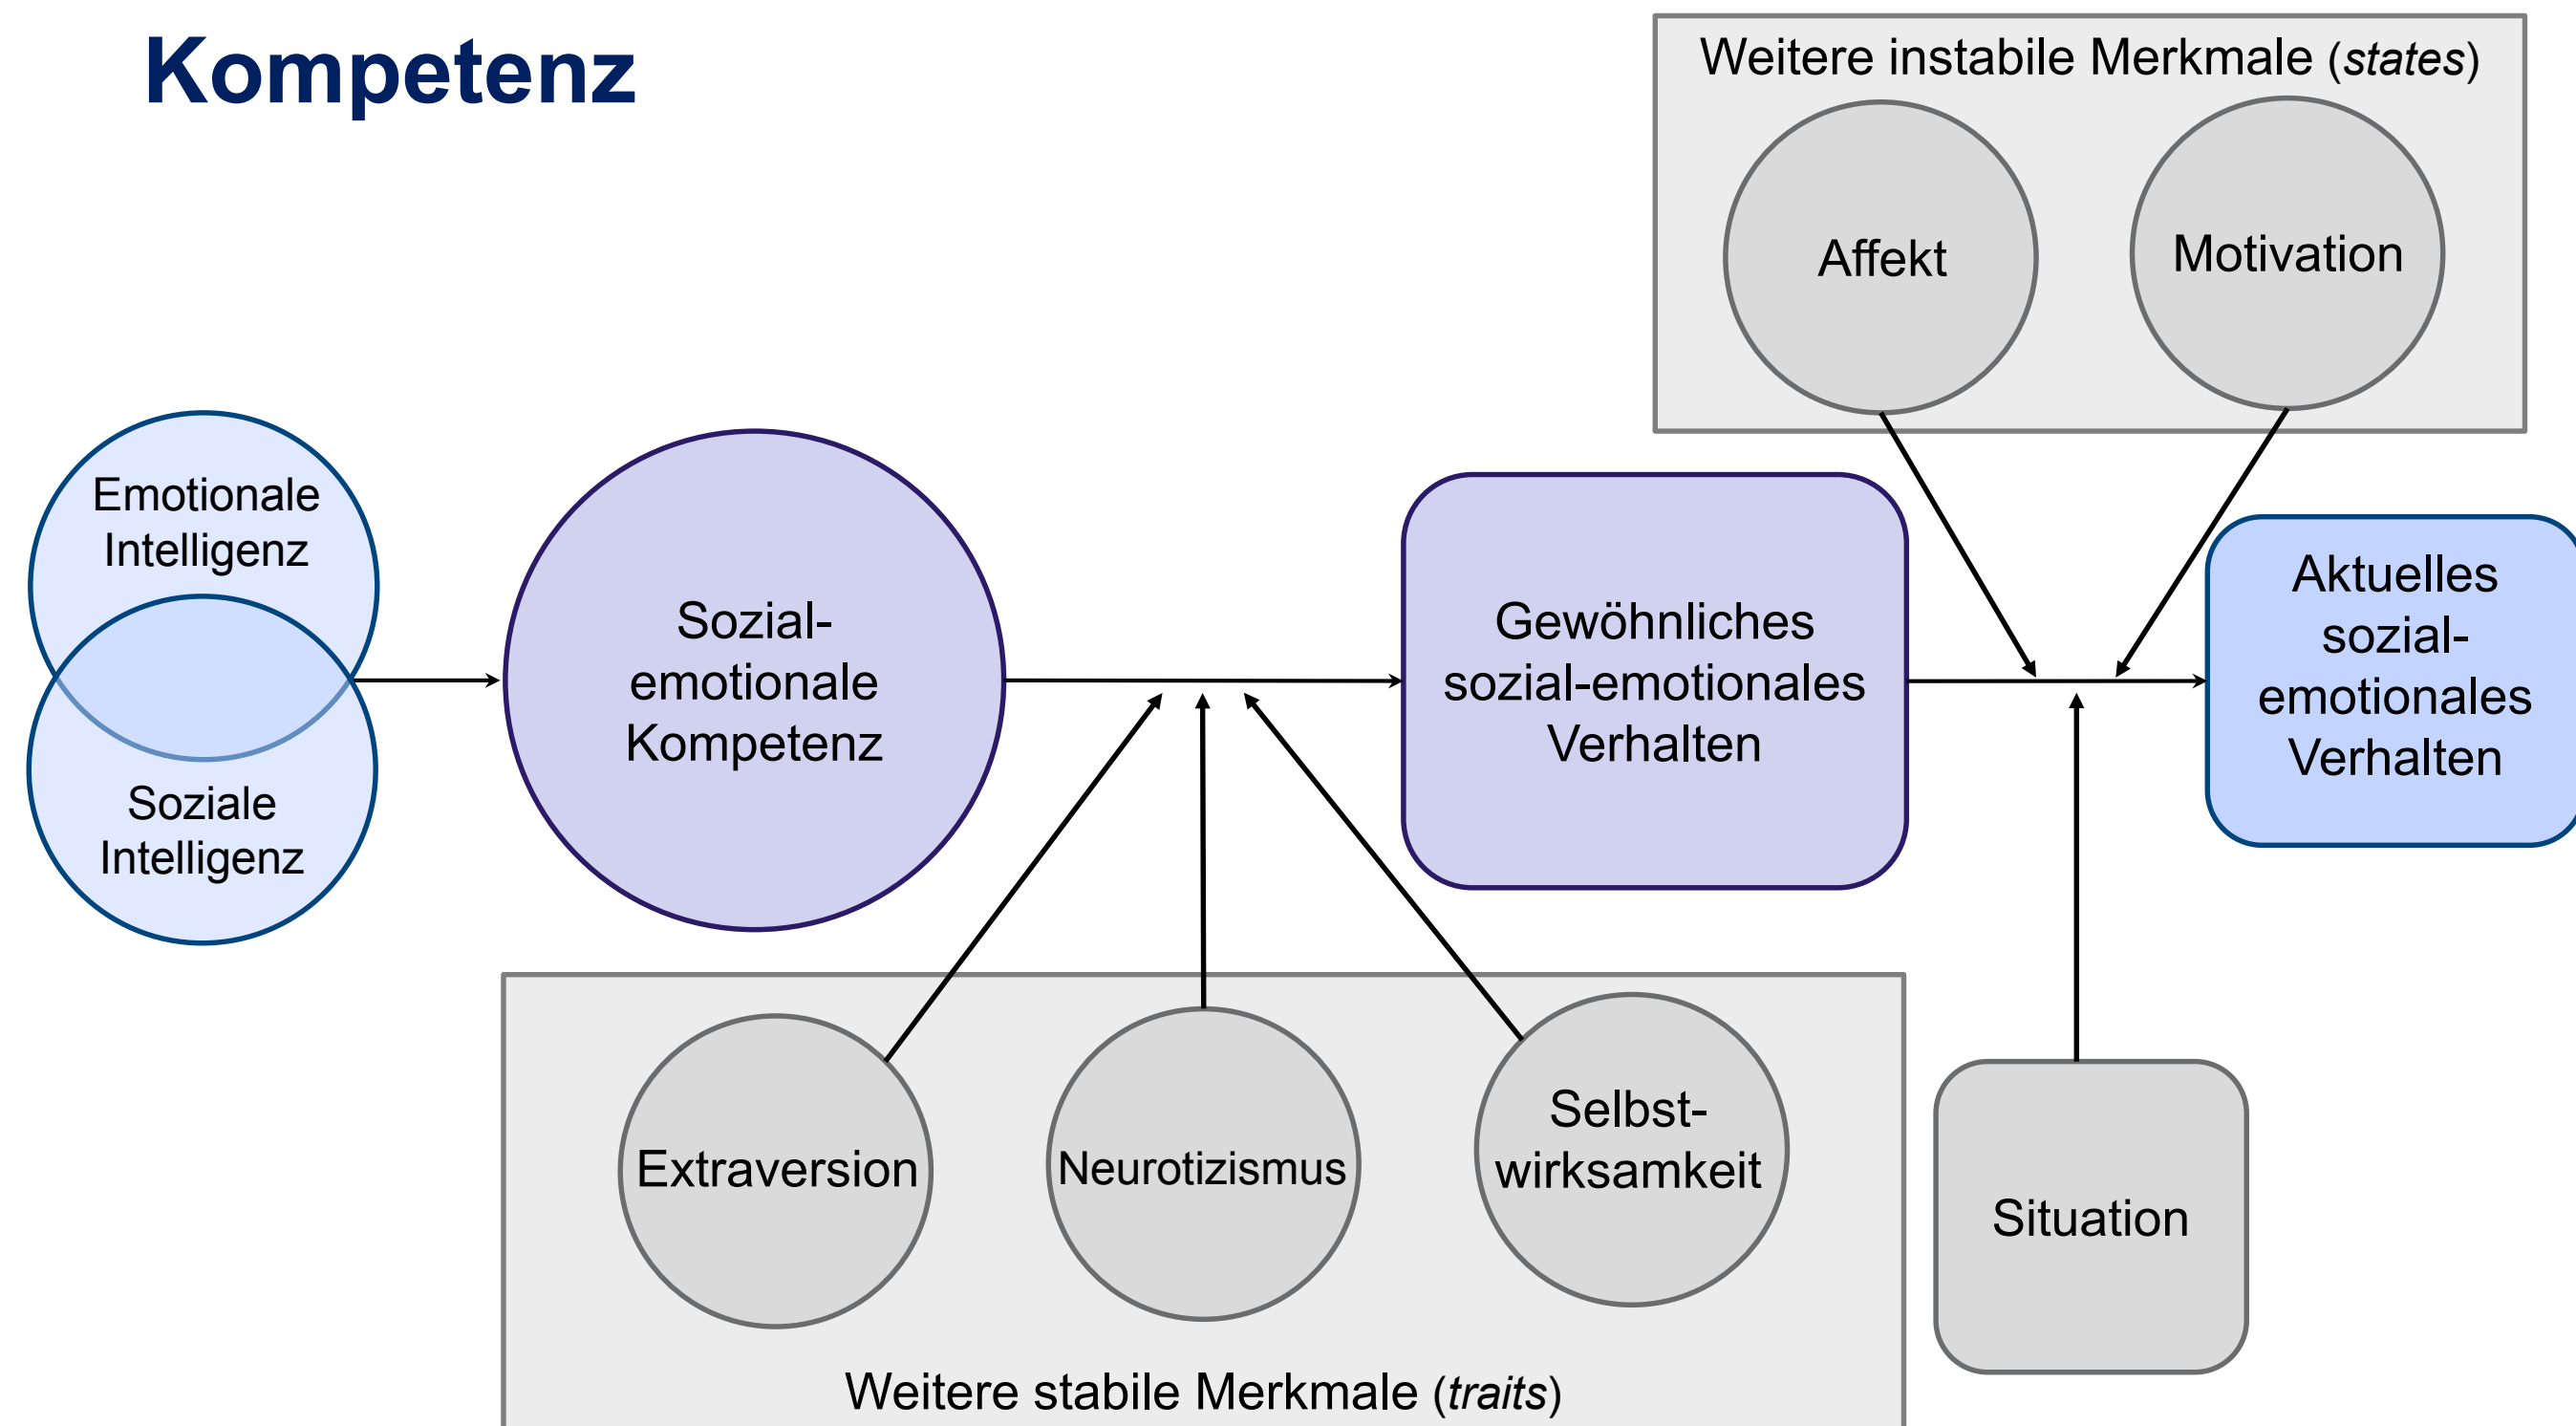 Kompetenz
Weitere instabile Merkmale (states)
Affekt
Motivation
Emotionale
Intelligenz
Soziale
Intelligenz
Sozial-
emotionale
Kompetenz
Gewöhnliches
sozial-emotionales
Verhalten
Aktuelles
sozial-
emotionales
Verhalten
Extraversion
Neurotizismus
Selbst-
wirksamkeit
Situation
Weitere stabile Merkmale (traits)